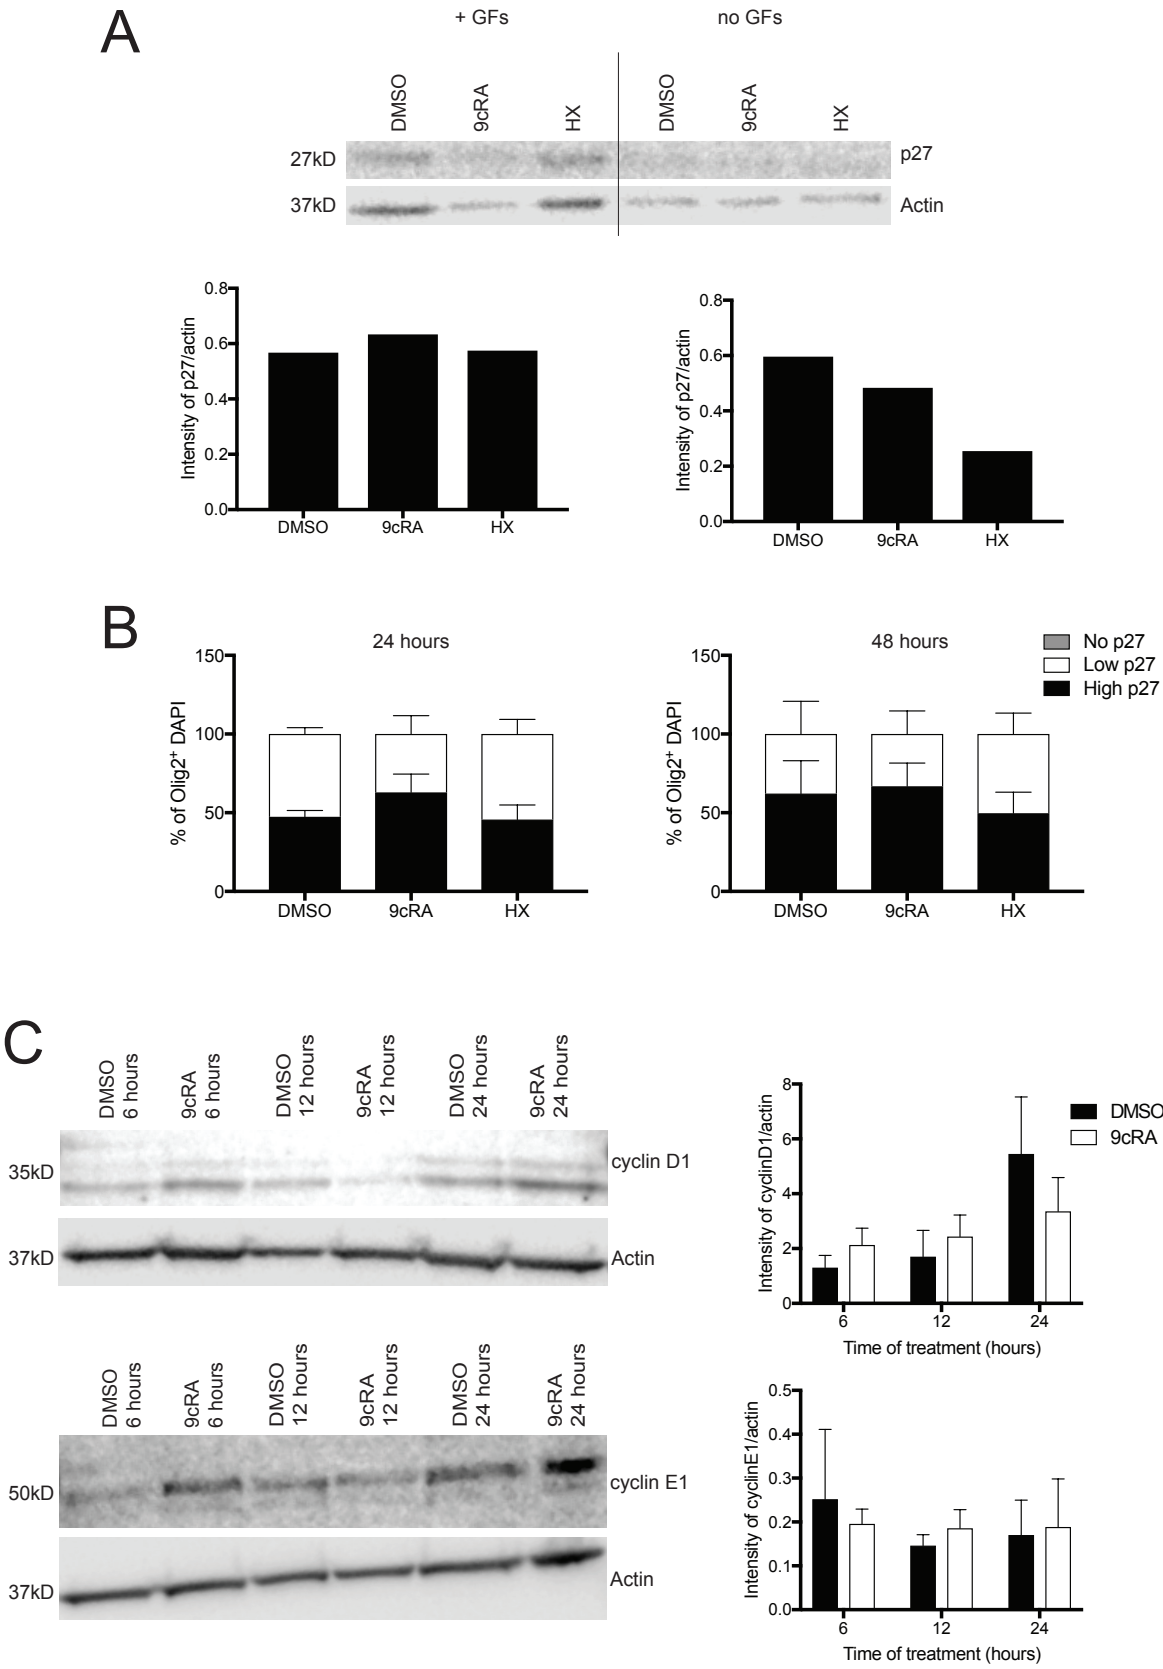 A
+ GFs
no GFs
DMSO
9cRA
HX
DMSO
9cRA
HX
27kD
p27
37kD
Actin
Intensity of p27/actin
0.8
0.6
0.4
0.2
0.0
DMSO
9cRA
HX
Intensity of p27/actin
0.8
0.6
0.4
0.2
0.0
DMSO
9cRA
HX
B
24 hours
% of Olig2+ DAPI
150
100
50
0
DMSO
9cRA
HX
48 hours
% of Olig2+ DAPI
150
100
50
0
DMSO
9cRA
HX
No p27
Low p27
High p27
C
DMSO
6 hours
9cRA
6 hours
DMSO
12 hours
9cRA
12 hours
DMSO
24 hours
9cRA
24 hours
35kD
cyclin D1
37kD
Actin
Intensity of cyclinD1/actin
8
6
4
2
0
6
12
24
Time of treatment (hours)
DMSO
9cRA
DMSO
6 hours
9cRA
6 hours
DMSO
12 hours
9cRA
12 hours
DMSO
24 hours
9cRA
24 hours
50kD
cyclin E1
37kD
Actin
Intensity of cyclinE1/actin
0.5
0.4
0.3
0.2
0.1
0.0
6
12
24
Time of treatment (hours)